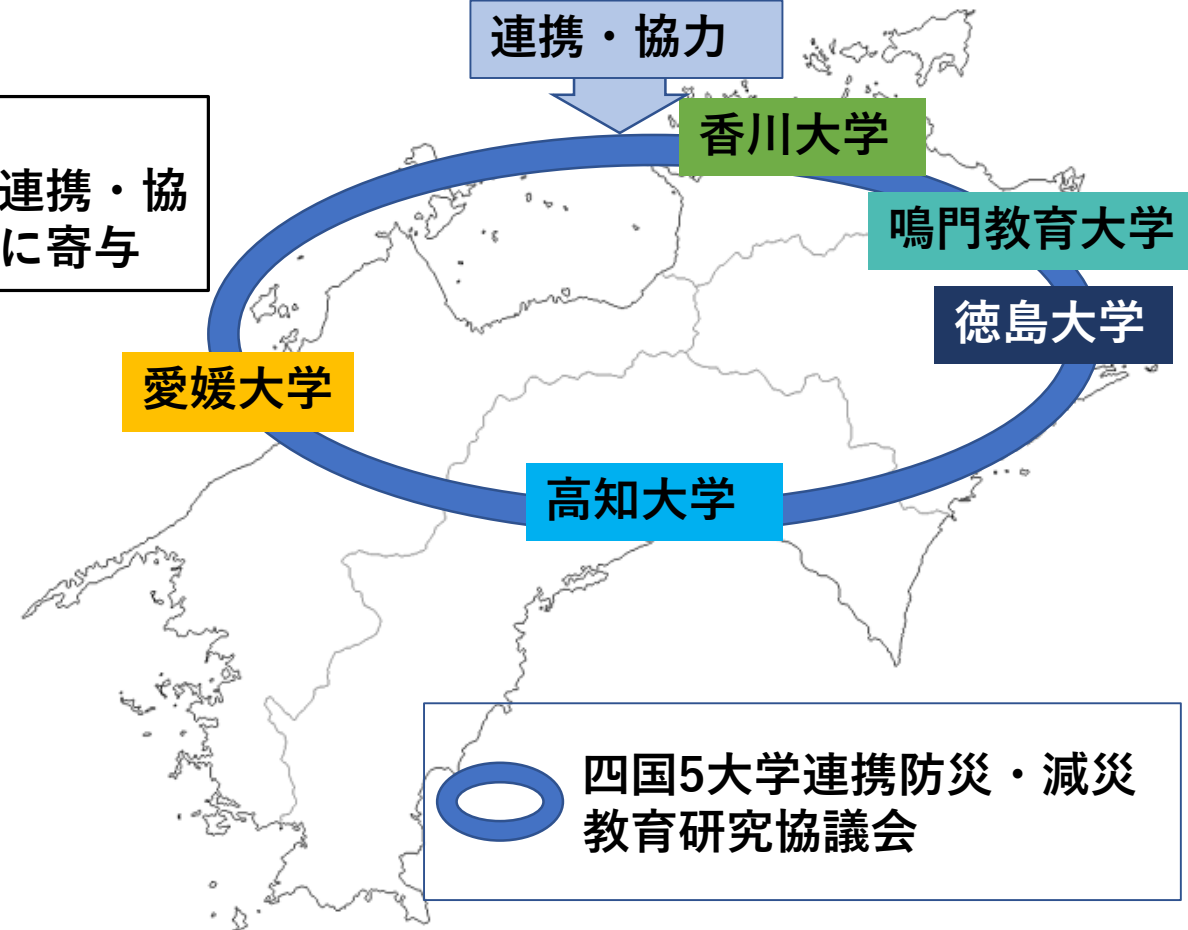 連携・協力
香川大学
連携・協
に寄与
鳴門教育大学
徳島大学
愛媛大学
高知大学
四国5大学連携防災・減災
教育研究協議会